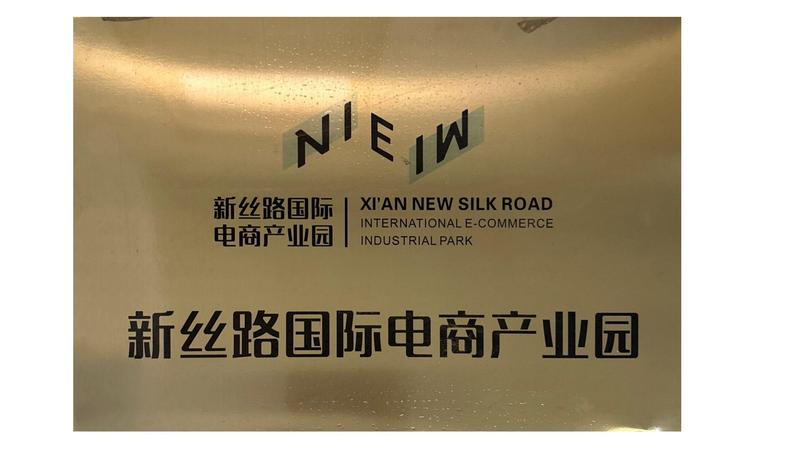 NIEIW
新丝路国际
电商产业园
XI'AN NEW SILK ROAD
INTERNATIONAL E-COMMERCE
INDUSTRIAL PARK
新丝路国际电商产业园